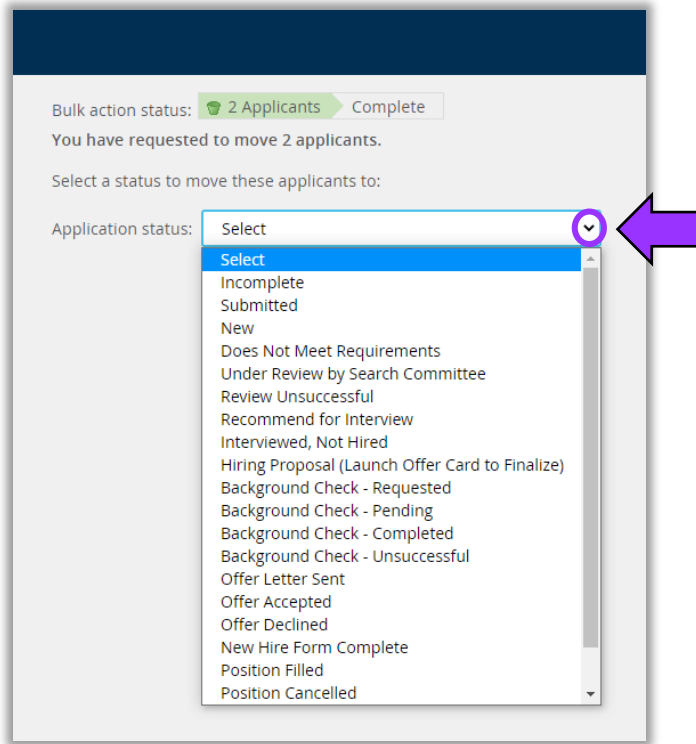 Bulk action status: 2 Applicants Complete
You have requested to move 2 applicants.
Select a status to move these applicants to:
Application status: Select
Select
Incomplete
Submitted
New
Does Not Meet Requirements
Under Review by Search Committee
Review Unsuccessful
Recommend for Interview
Interviewed, Not Hired
Hiring Proposal (Launch Offer Card to Finalize)
Background Check - Requested
Background Check - Pending
Background Check - Completed
Background Check - Unsuccessful
Offer Letter Sent
Offer Accepted
Offer Declined
New Hire Form Complete
Position Filled
Position Cancelled